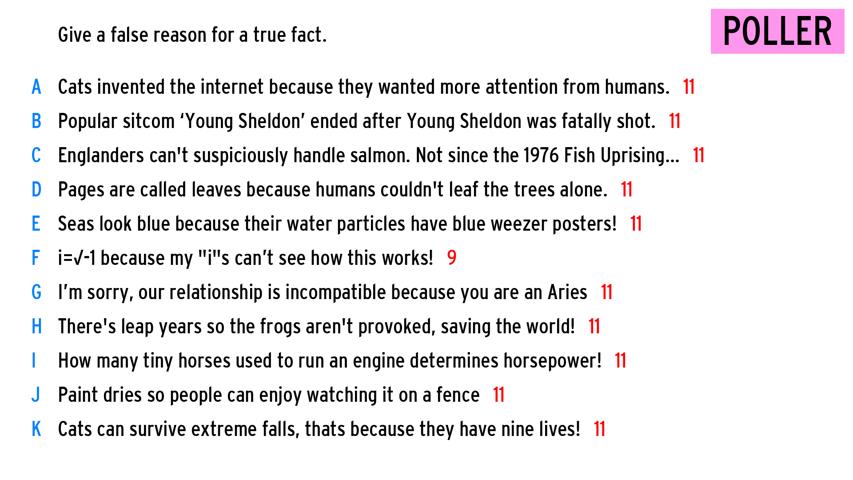 Give a false reason for a true fact.
POLLER
A Cats invented the internet because they wanted more attention from humans. 11
B Popular sitcom ‘Young Sheldon’ ended after Young Sheldon was fatally shot. 11
C Englanders can't suspiciously handle salmon. Not since the 1976 Fish Uprising... 11
D Pages are called leaves because humans couldn't leaf the trees alone. 11
E Seas look blue because their water particles have blue weezer posters! 11
F i=√-1 because my "i"s can’t see how this works! 9
G I’m sorry, our relationship is incompatible because you are an Aries 11
H There's leap years so the frogs aren't provoked, saving the world! 11
I How many tiny horses used to run an engine determines horsepower! 11
J Paint dries so people can enjoy watching it on a fence 11
K Cats can survive extreme falls, thats because they have nine lives! 11